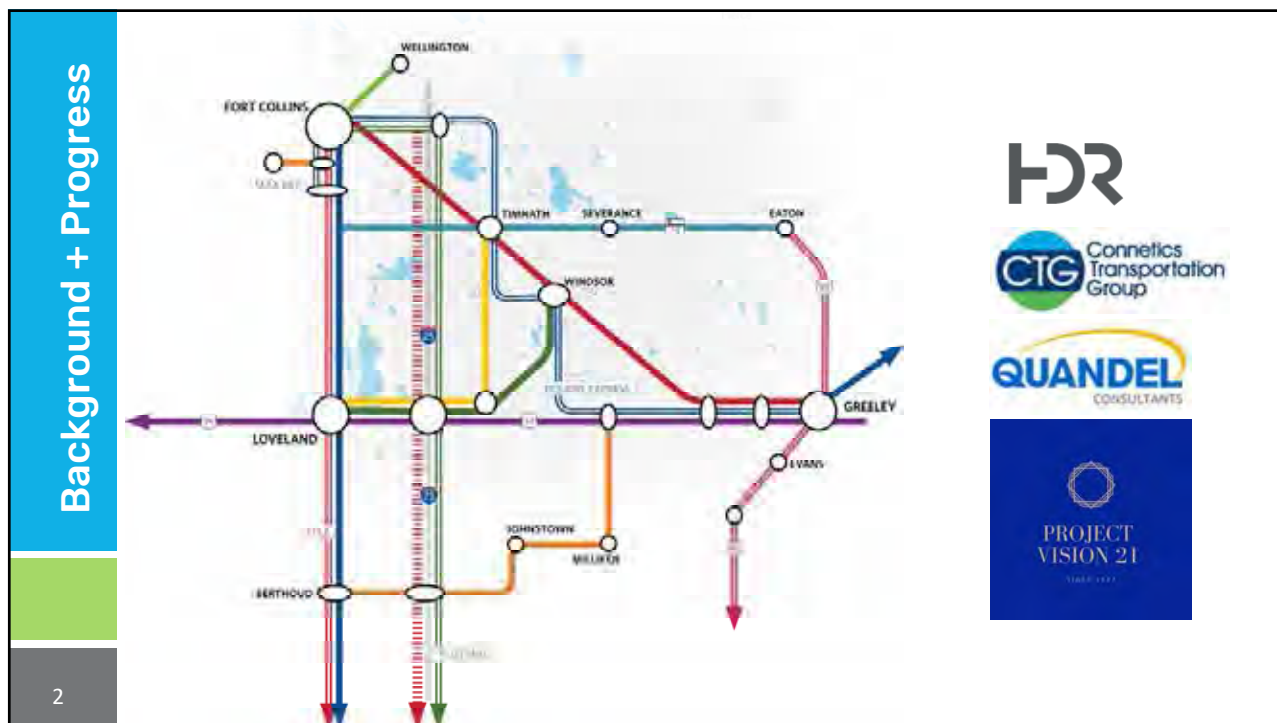 Background + Progress
2
WELLINGTON
FORT COLLINS
TIMNATH
SEVERANCE
EATON
WINDSOR
LOVELAND
GREELEY
EVANS
JOHNSTOWN
MILLIKEN
BERTHOUD
HDR
CTG
Connetics
Transportation
Group
QUANDEL
CONSULTANTS
PROJECT
VISION 21